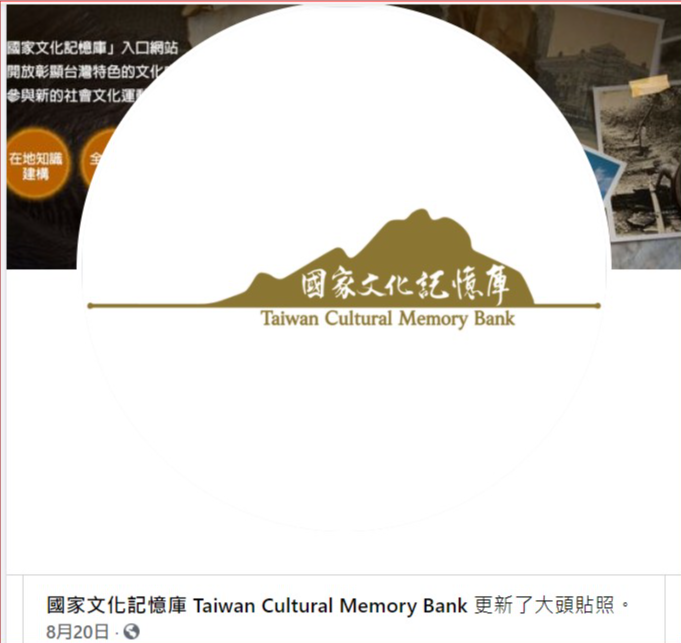 國家文化記憶庫」入口網站
開放彰顯台灣特色的文化
參與新的社會文化運動
在地知識
建構
全
國家文化記憶庫
Taiwan Cultural Memory Bank
國家文化記憶庫 Taiwan Cultural Memory Bank 更新了大頭貼照。
8月20日